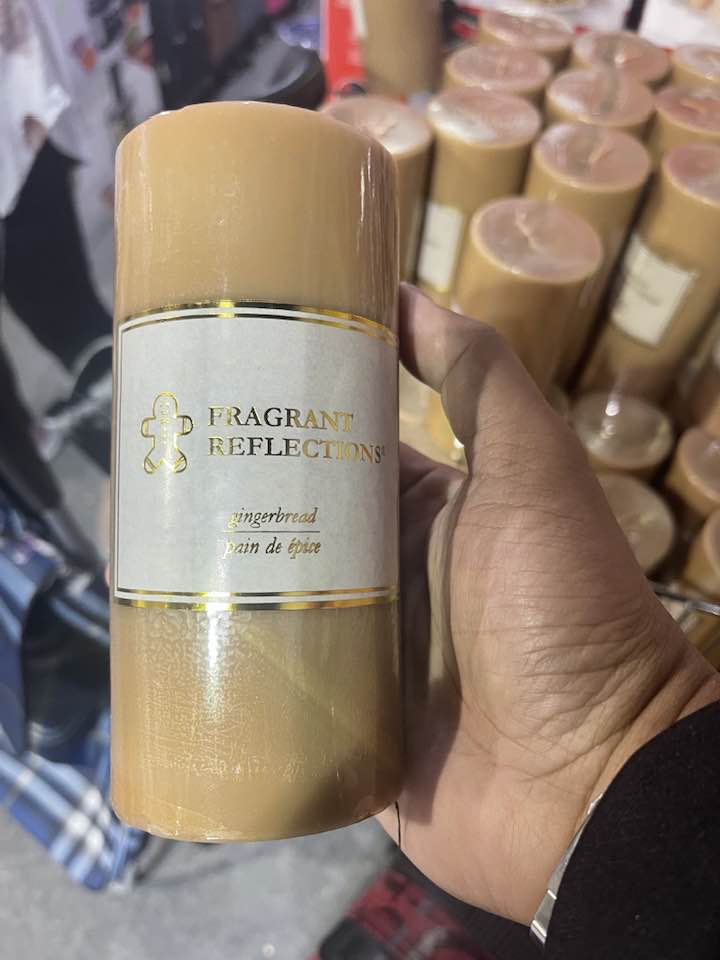 FRAGRANT
REFLECTIONS®
gingerbread
pain de épice